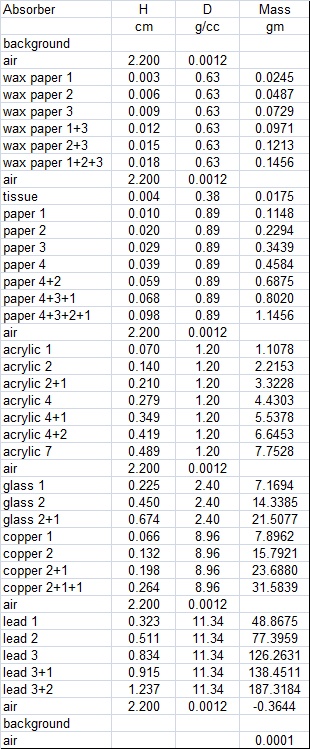 Absorber H D Mass
cm g/cc gm
background
air 2.200 0.0012
wax paper 1 0.003 0.63 0.0245
wax paper 2 0.006 0.63 0.0487
wax paper 3 0.009 0.63 0.0729
wax paper 1+3 0.012 0.63 0.0971
wax paper 2+3 0.015 0.63 0.1213
wax paper 1+2+3 0.018 0.63 0.1456
air 2.200 0.0012
tissue 0.004 0.38 0.0175
paper 1 0.010 0.89 0.1148
paper 2 0.020 0.89 0.2294
paper 3 0.029 0.89 0.3439
paper 4 0.039 0.89 0.4584
paper 4+2 0.059 0.89 0.6875
paper 4+3+1 0.068 0.89 0.8020
paper 4+3+2+1 0.098 0.89 1.1456
air 2.200 0.0012
acrylic 1 0.070 1.20 1.1078
acrylic 2 0.140 1.20 2.2153
acrylic 2+1 0.210 1.20 3.3228
acrylic 4 0.279 1.20 4.4303
acrylic 4+1 0.349 1.20 5.5378
acrylic 4+2 0.419 1.20 6.6453
acrylic 7 0.489 1.20 7.7528
air 2.200 0.0012
glass 1 0.225 2.40 7.1694
glass 2 0.450 2.40 14.3385
glass 2+1 0.674 2.40 21.5077
copper 1 0.066 8.96 7.8962
copper 2 0.132 8.96 15.7921
copper 2+1 0.198 8.96 23.6880
copper 2+1+1 0.264 8.96 31.5839
air 2.200 0.0012
lead 1 0.323 11.34 48.8675
lead 2 0.511 11.34 77.3959
lead 3 0.834 11.34 126.2631
lead 3+1 0.915 11.34 138.4511
lead 3+2 1.237 11.34 187.3184
air 2.200 0.0012 -0.3644
background
air 0.0001